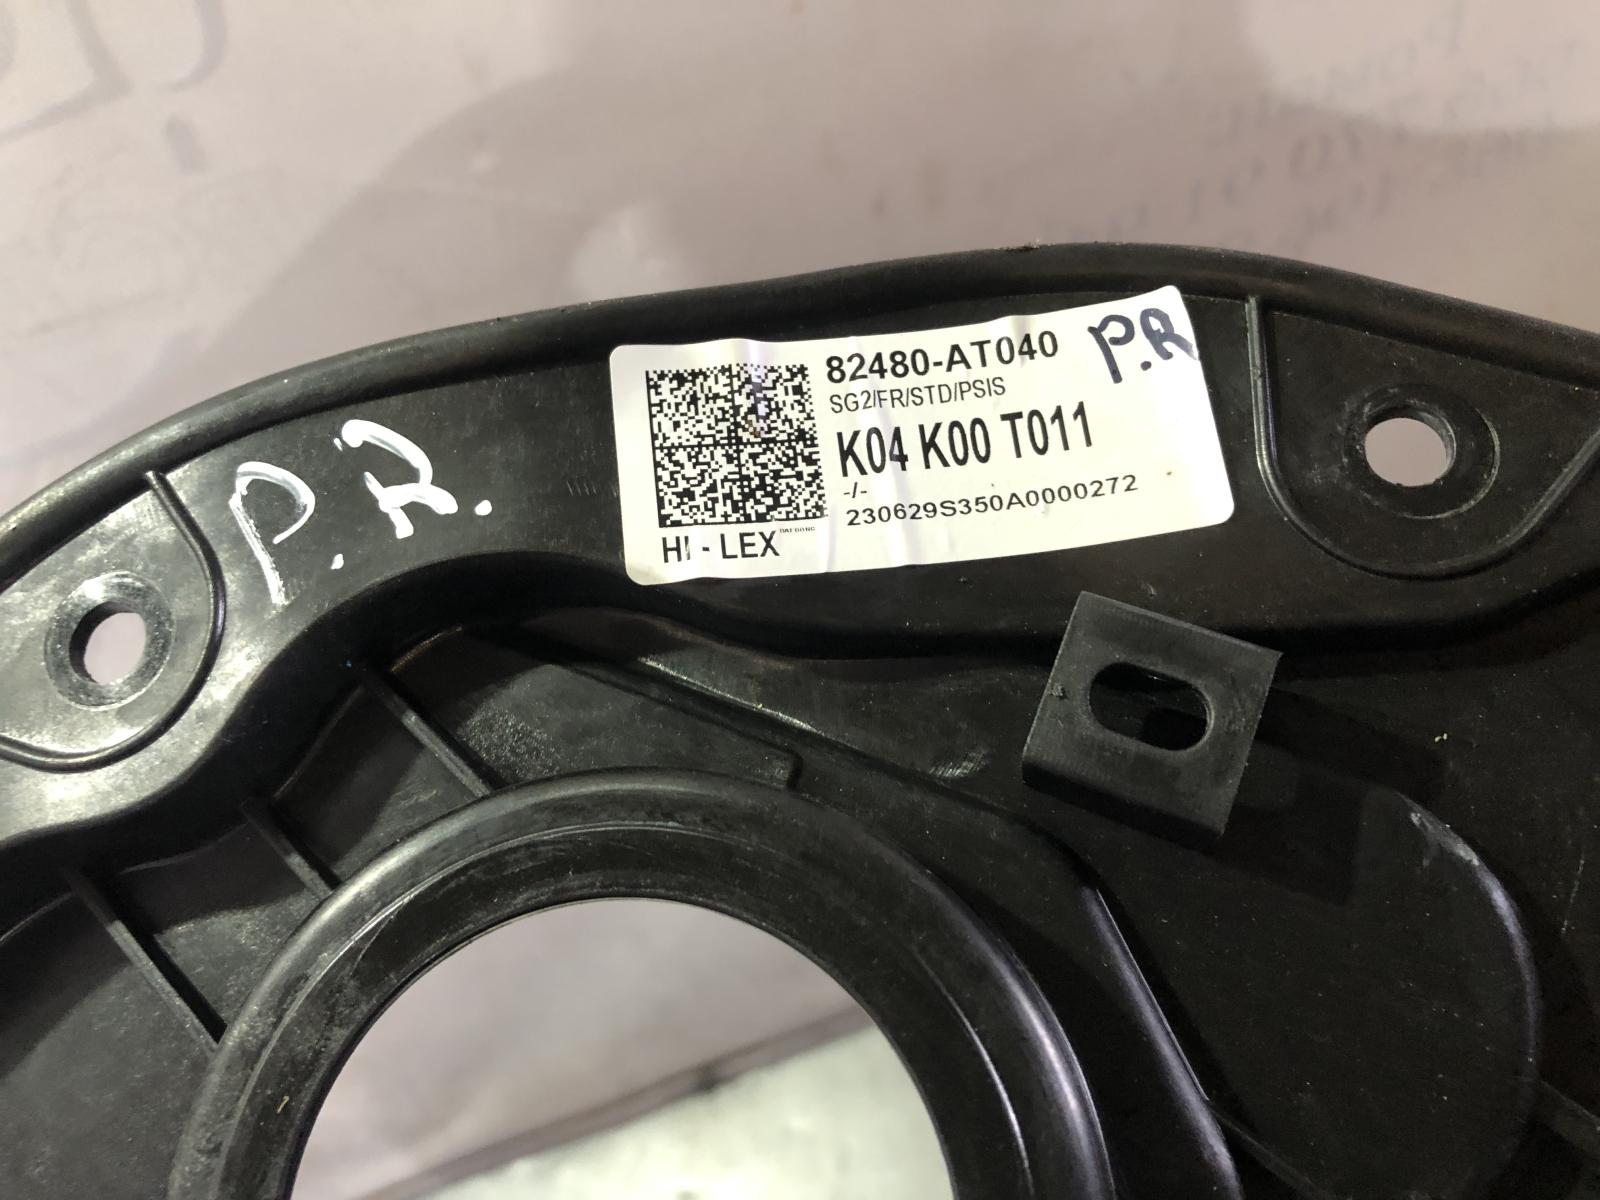 82480-AT040
P.R
SG2/FR/STD/PSIS
K04 K00 T011
-/-
230629S350A0000272
HI - LEX
P.R.